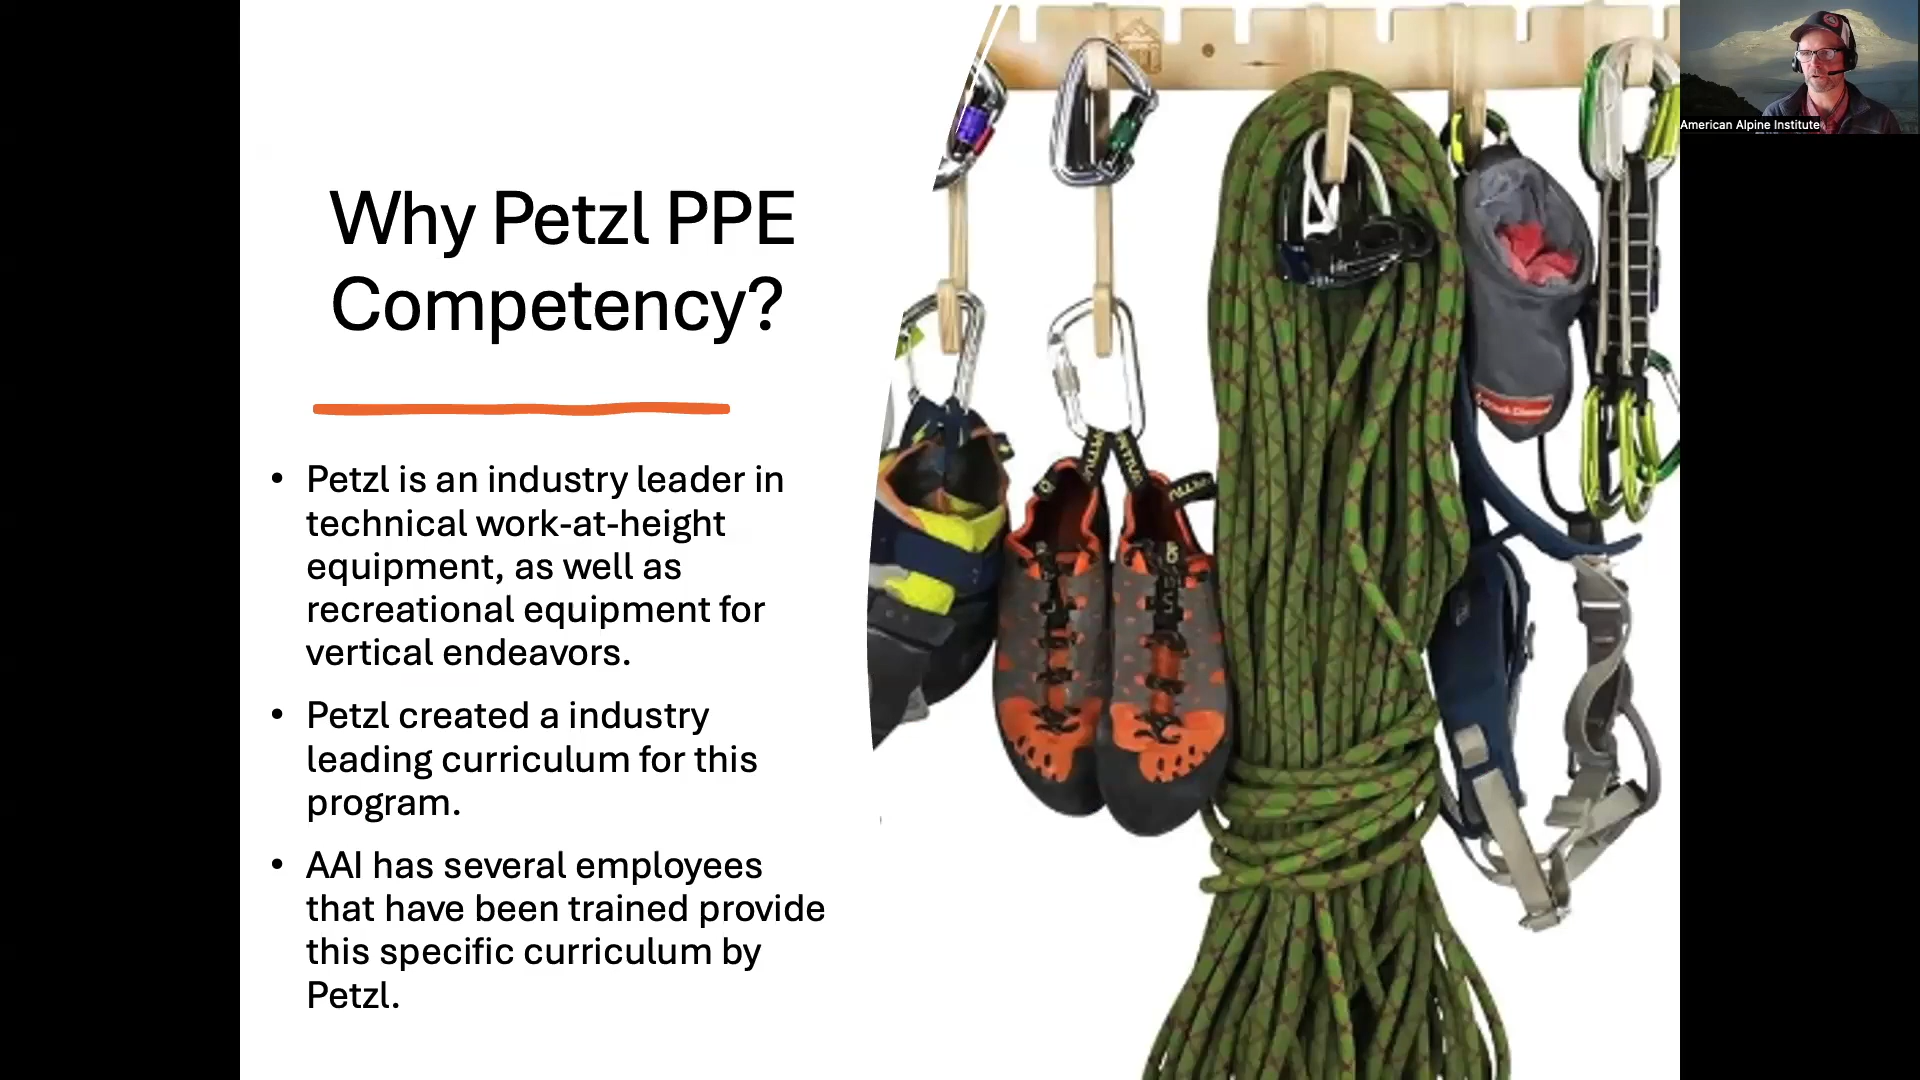 Why Petzl PPE
Competency?
• Petzl is an industry leader in
technical work-at-height
equipment, as well as
recreational equipment for
vertical endeavors.
• Petzl created a industry
leading curriculum for this
program.
• AAI has several employees
that have been trained provide
this specific curriculum by
Petzl.
American Alpine Institute